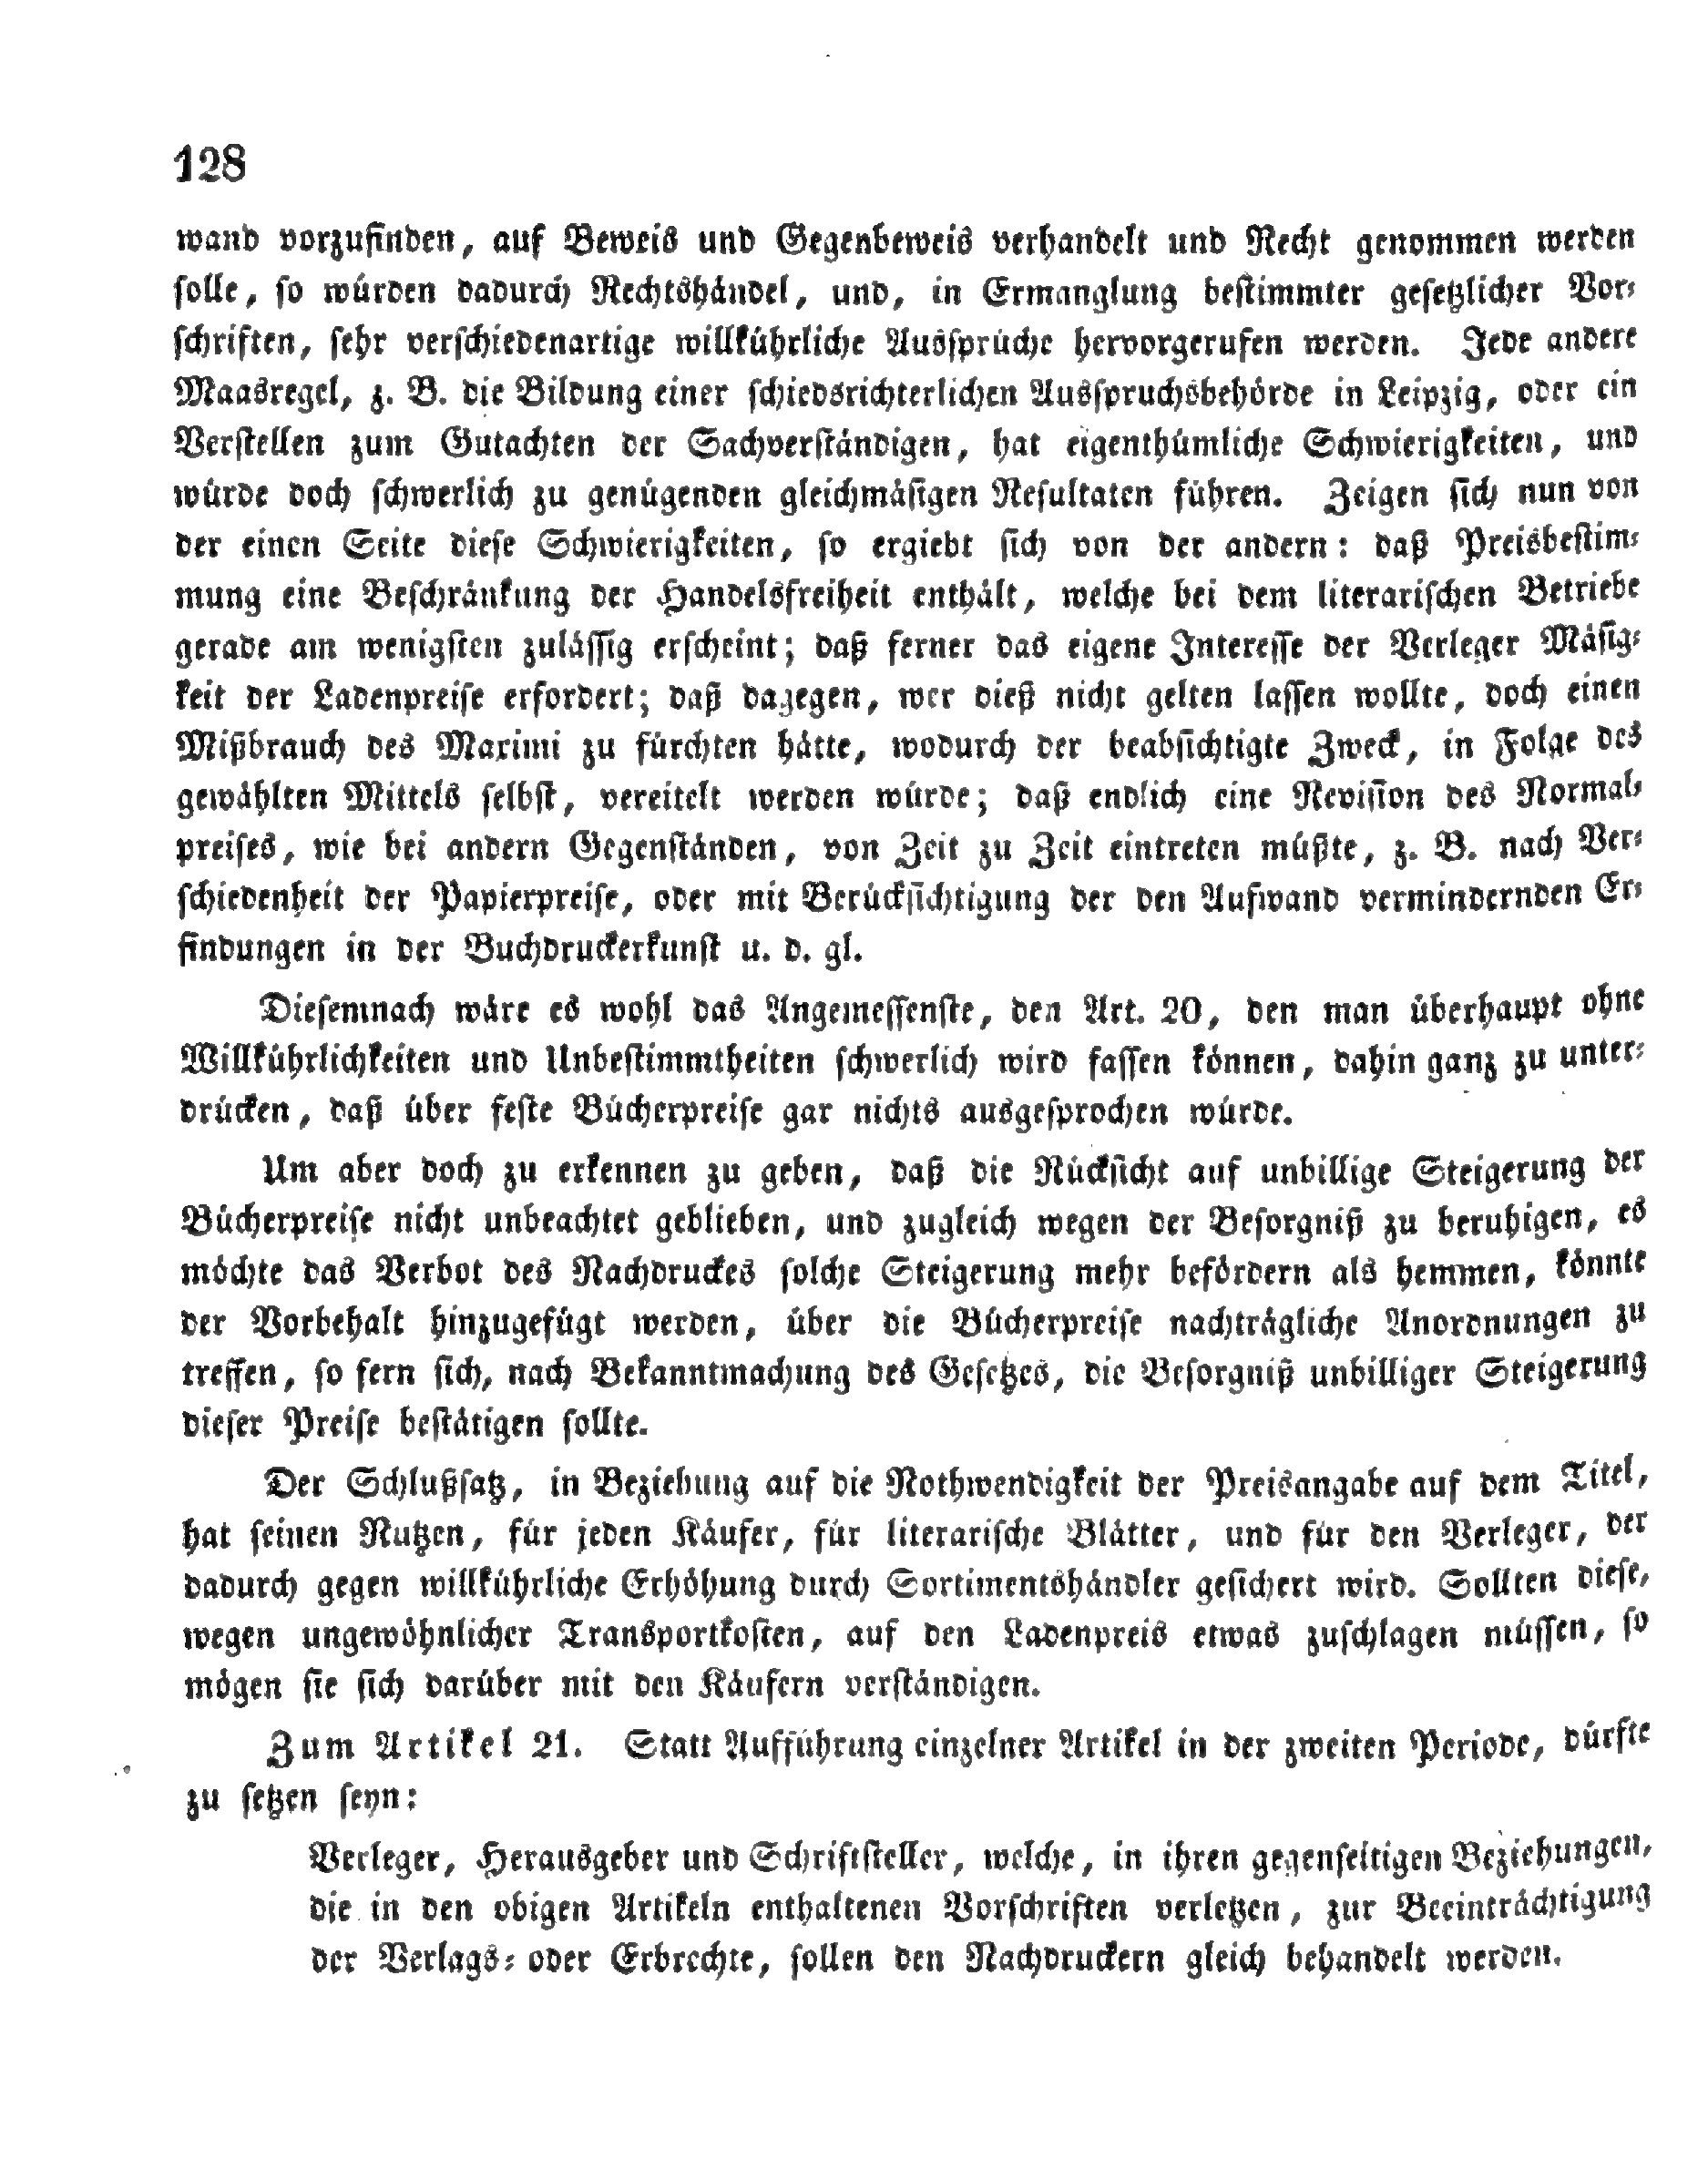 128
wand vorzufinden, auf Beweis und Gegenbeweis verhandelt und Recht genommen werden
solle, so würden dadurch Rechtshändel, und, in Ermanglung bestimmter gesetzlicher Vor-
schriften, sehr verschiedenartige willkührliche Aussprüche hervorgerufen werden. Jede andere
Maasregel, z. B. die Bildung einer schiedsrichterlichen Ausspruchsbehörde in Leipzig, oder ein
Verstellen zum Gutachten der Sachverständigen, hat eigenthümliche Schwierigkeiten, und
würde doch schwerlich zu genügenden gleichmäsigen Resultaten führen. Zeigen sich nun von
der einen Seite diese Schwierigkeiten, so ergiebt sich von der andern: daß Preisbestim-
mung eine Beschränkung der Handelsfreiheit enthält, welche bei dem literarischen Betriebe
gerade am wenigsten zulässig erscheint; daß ferner das eigene Interesse der Verleger Mäsig-
keit der Ladenpreise erfordert; daß dagegen, wer dieß nicht gelten lassen wollte, doch einen
Mißbrauch des Maximi zu fürchten hätte, wodurch der beabsichtigte Zweck, in Folge des
gewählten Mittels selbst, vereitelt werden würde; daß endlich eine Revision des Normal-
preises, wie bei andern Gegenständen, von Zeit zu Zeit eintreten müßte, z. B. nach Ver-
schiedenheit der Papierpreise, oder mit Berücksichtigung der den Aufwand vermindernden Er-
findungen in der Buchdruckerkunst u. d. gl.
Diesemnach wäre es wohl das Angemessenste, den Art. 20, den man überhaupt ohne
Willkührlichkeiten und Unbestimmtheiten schwerlich wird fassen können, dahin ganz zu unter-
drücken, daß über feste Bücherpreise gar nichts ausgesprochen würde.
Um aber doch zu erkennen zu geben, daß die Rücksicht auf unbillige Steigerung der
Bücherpreise nicht unbeachtet geblieben, und zugleich wegen der Besorgniß zu beruhigen, es
möchte das Verbot des Nachdruckes solche Steigerung mehr befördern als hemmen, könnte
der Vorbehalt hinzugefügt werden, über die Bücherpreise nachträgliche Anordnungen zu
treffen, so fern sich, nach Bekanntmachung des Gesetzes, die Besorgniß unbilliger Steigerung
dieser Preise bestätigen sollte.
Der Schlußsatz, in Beziehung auf die Nothwendigkeit der Preisangabe auf dem Titel,
hat seinen Nutzen, für jeden Käufer, für literarische Blätter, und für den Verleger, der
dadurch gegen willkührliche Erhöhung durch Sortimentshändler gesichert wird. Sollten diese,
wegen ungewöhnlicher Transportkosten, auf den Ladenpreis etwas zuschlagen müssen, so
mögen sie sich darüber mit den Käufern verständigen.
Zum Artikel 21. Statt Aufführung einzelner Artikel in der zweiten Periode, dürfte
zu setzen seyn:
Verleger, Herausgeber und Schriftsteller, welche, in ihren gegenseitigen Beziehungen,
die in den obigen Artikeln enthaltenen Vorschriften verletzen, zur Beeinträchtigung
der Verlags- oder Erbrechte, sollen den Nachdruckern gleich behandelt werden.